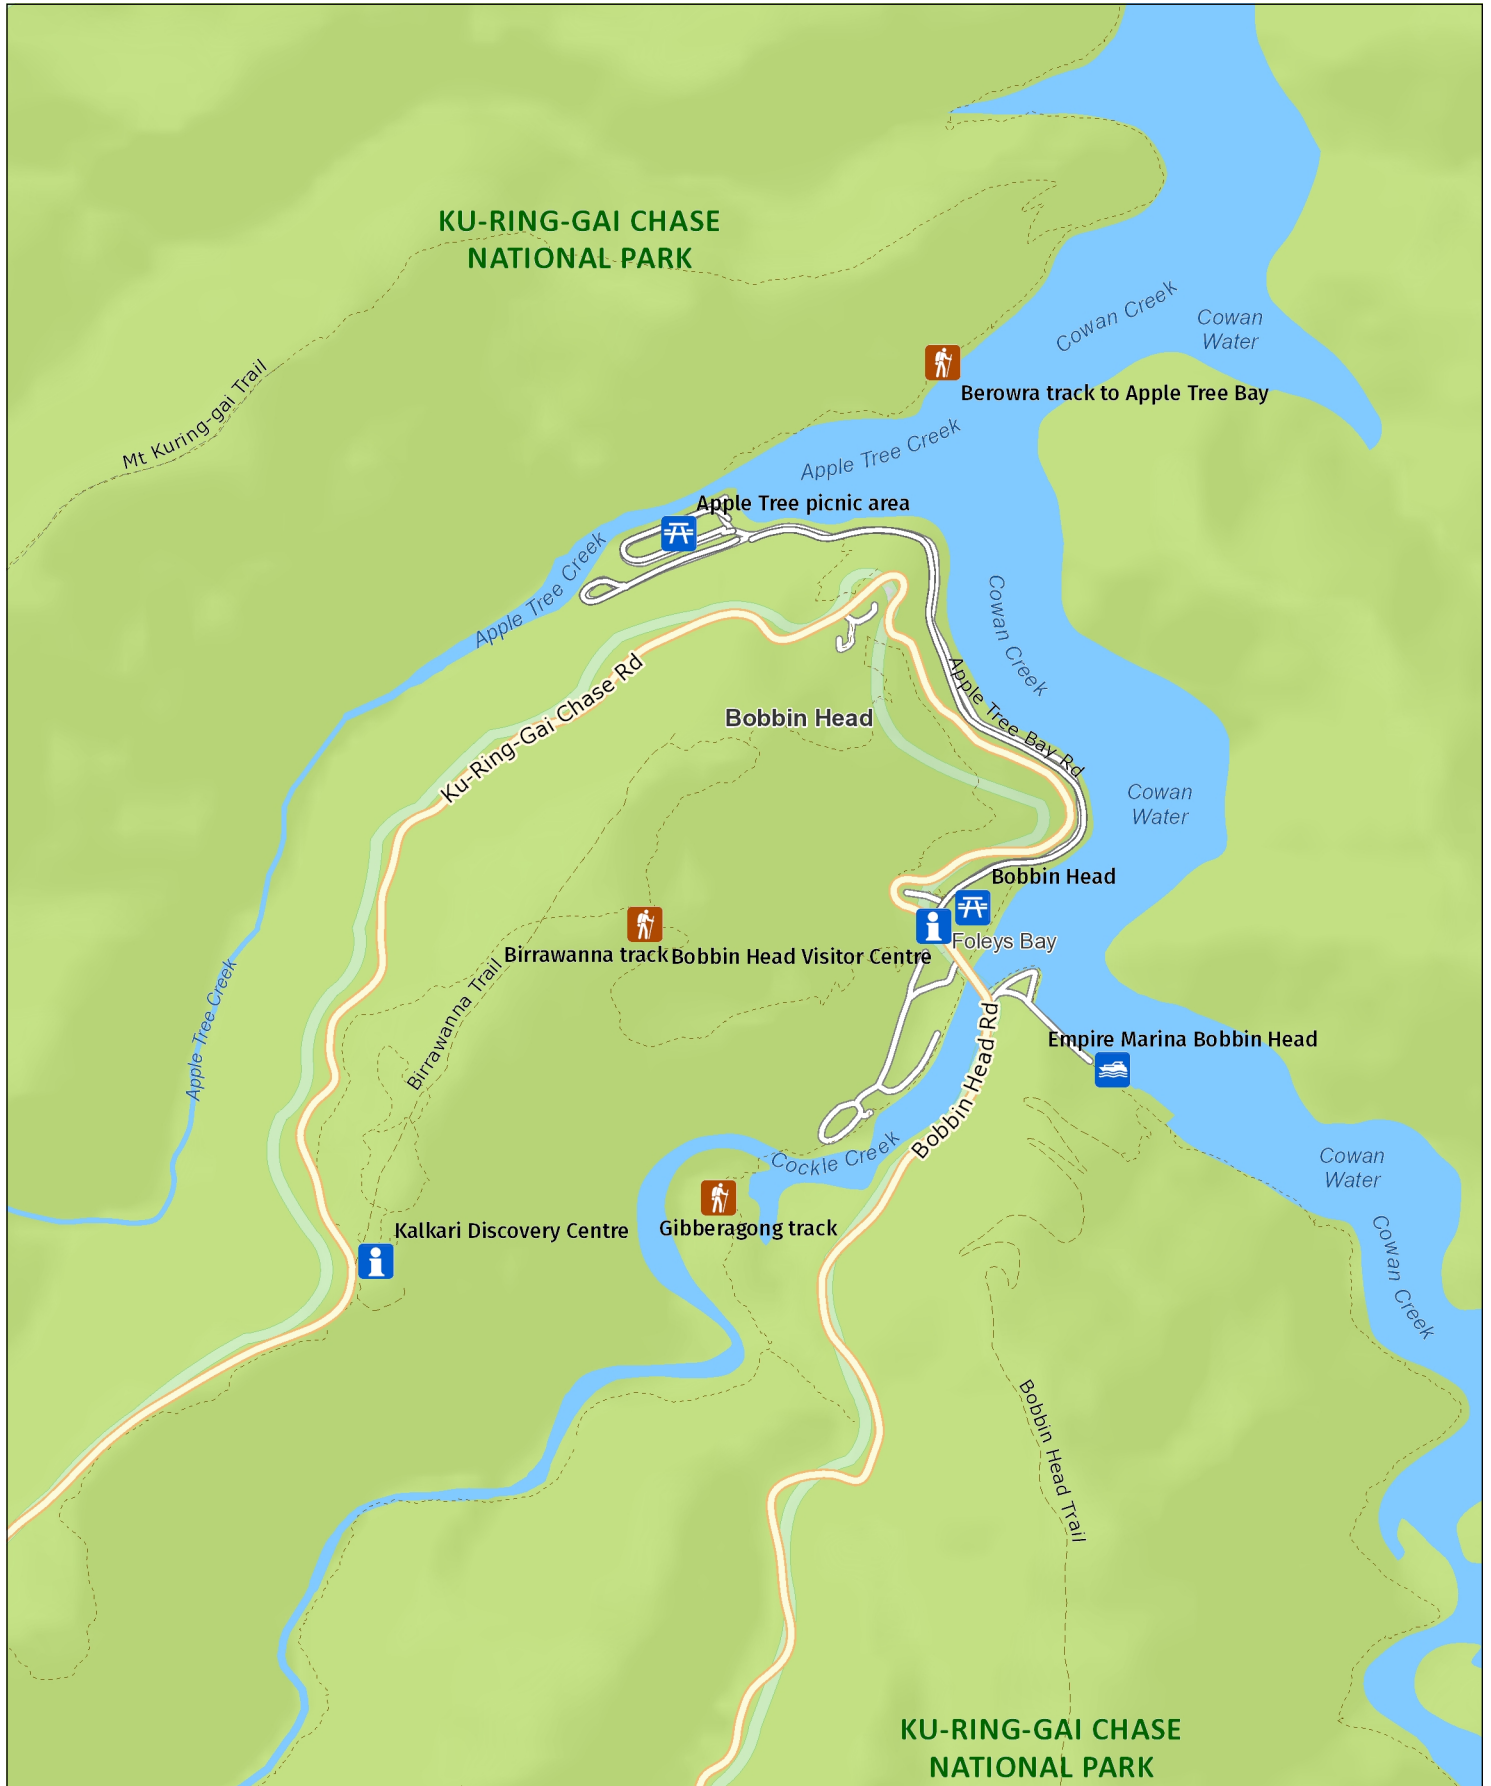 KU-RING-GAI CHASE
NATIONAL PARK
Cowan Creek
Cowan
Water
Mt Kuring-gai Trail
Berowra track to Apple Tree Bay
Apple Tree Creek
Apple Tree picnic area
Apple Tree Creek
Cowan Creek
Ku-Ring-Gai Chase Rd
Apple Tree Bay Rd
Bobbin Head
Cowan
Water
Bobbin Head
Foleys Bay
Birrawanna track
Bobbin Head Visitor Centre
Birrawanna Trail
Apple Tree Creek
Bobbin Head Rd
Empire Marina Bobbin Head
Cockle Creek
Cowan
Water
Gibberagong track
Kalkari Discovery Centre
Cowan Creek
Bobbin Head Trail
KU-RING-GAI CHASE
NATIONAL PARK